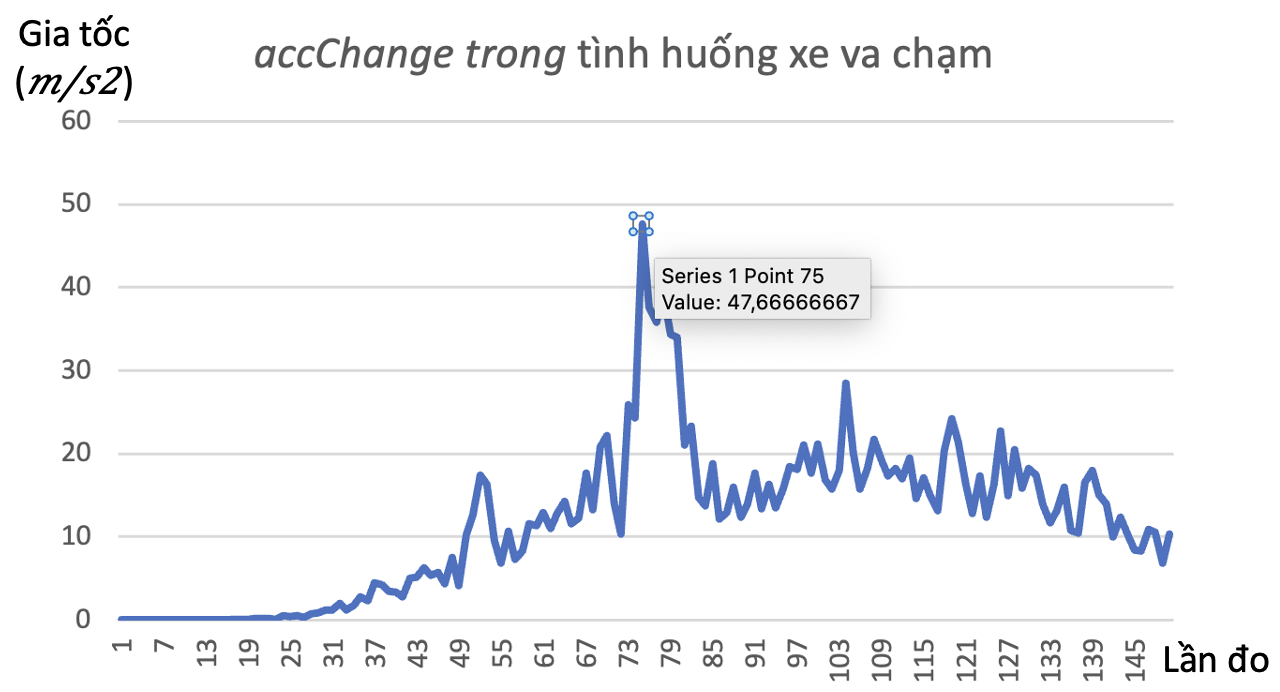 Gia tốc
(m/s2)
accChange trong tình huống xe va chạm
60
50
40
30
20
10
0
Series 1 Point 75
Value: 47,66666667
1 7 13 19 25 31 37 43 49 55 61 67 73 79 85 91 97 103 109 115 121 127 133 139 145
Lần đo